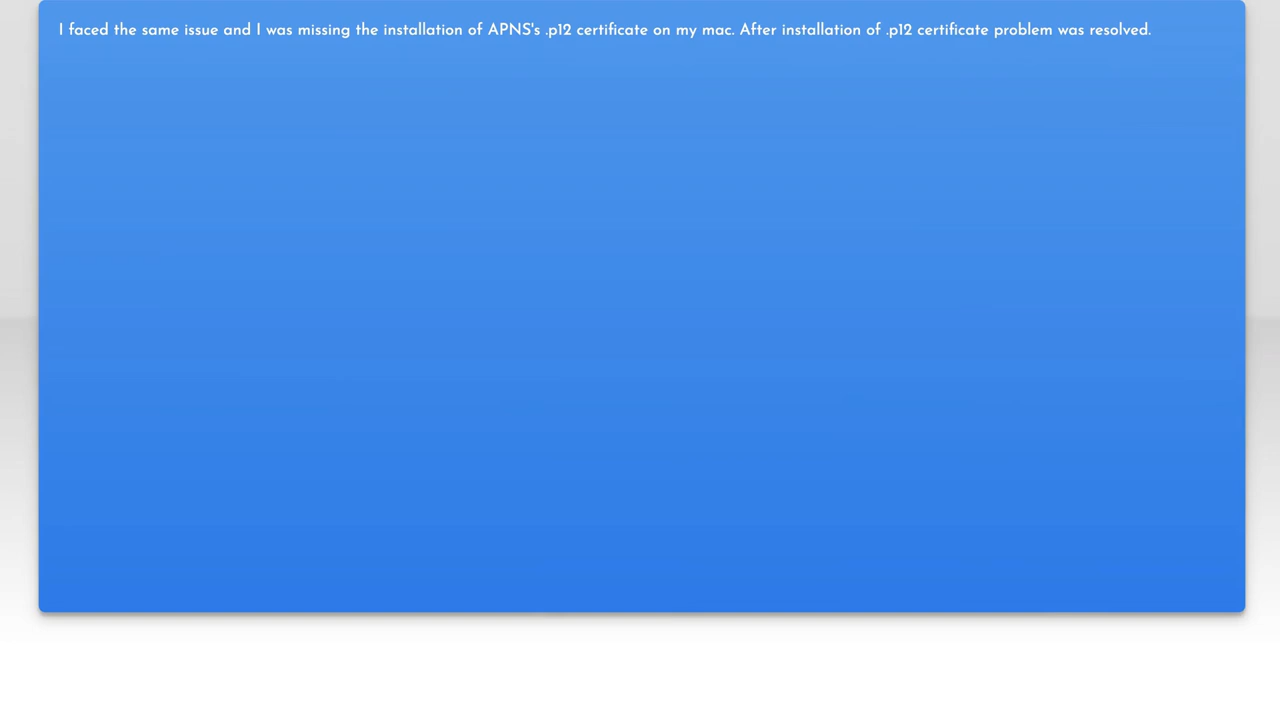 I faced the same issue and I was missing the installation of APNS's .p12 certificate on my mac. After installation of .p12 certificate problem was resolved.